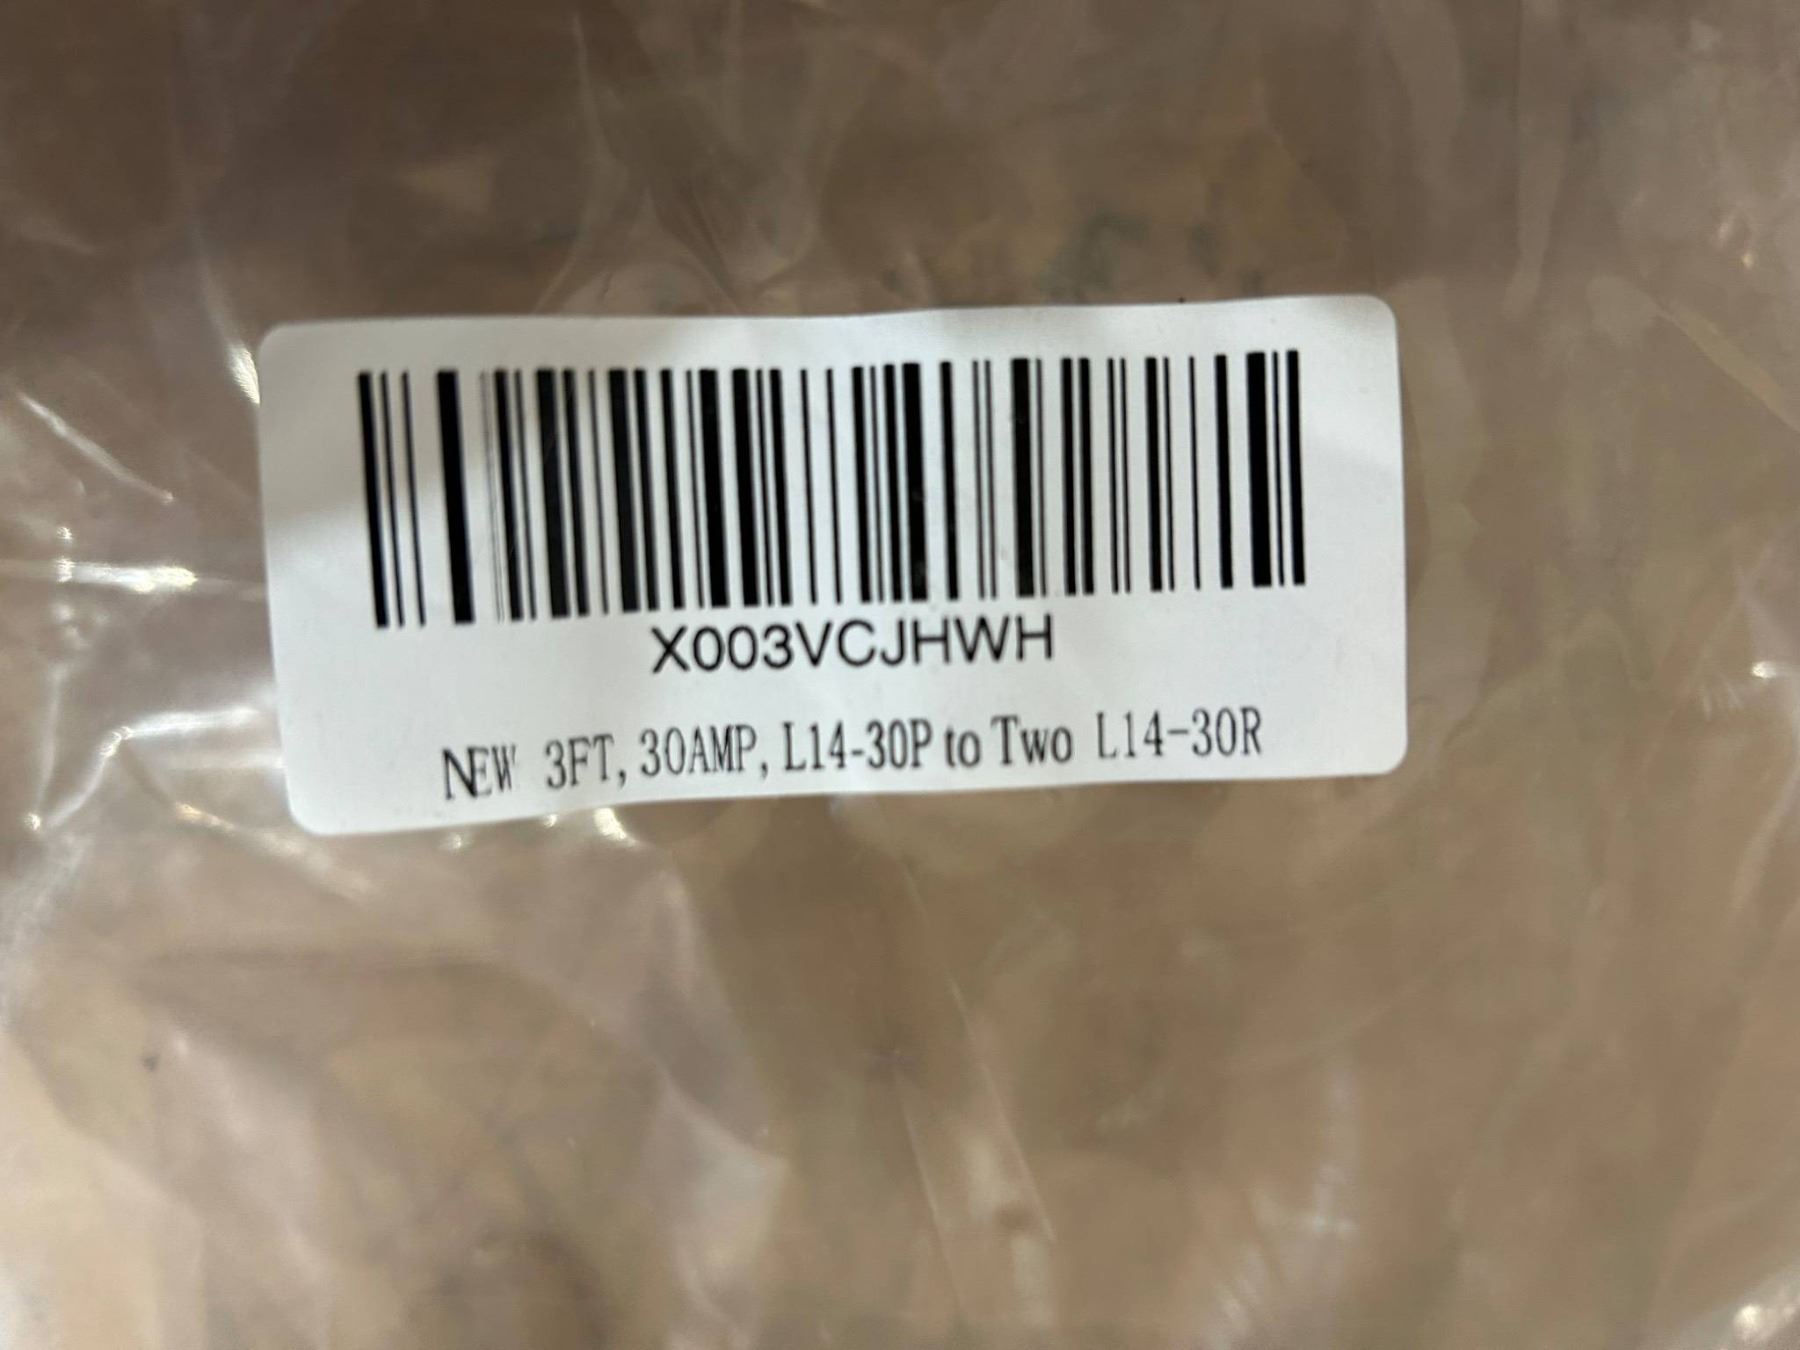 X003VCJHWH
NEW 3FT, 30AMP, L14-30P to Two L14-30R